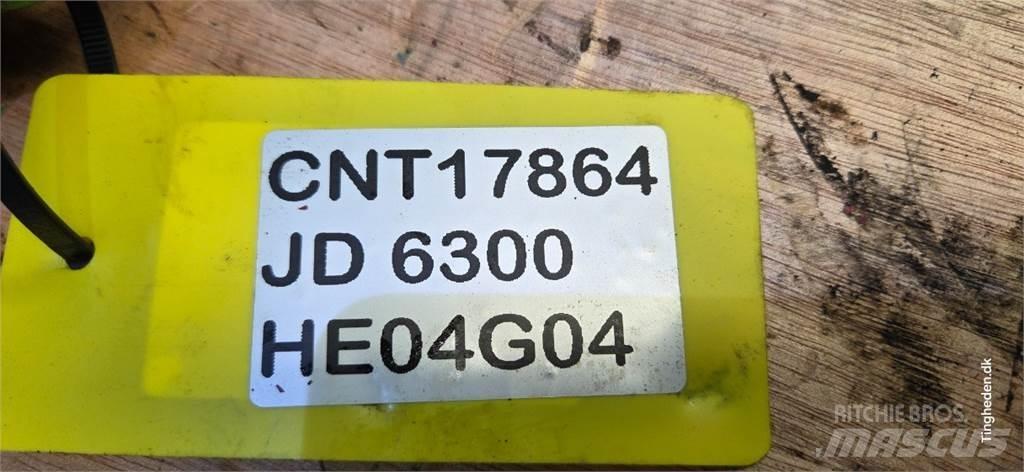 CNT17864
JD 6300
HE04G04
RITCHIE BROS.
MASCUS
Tingheden.dk